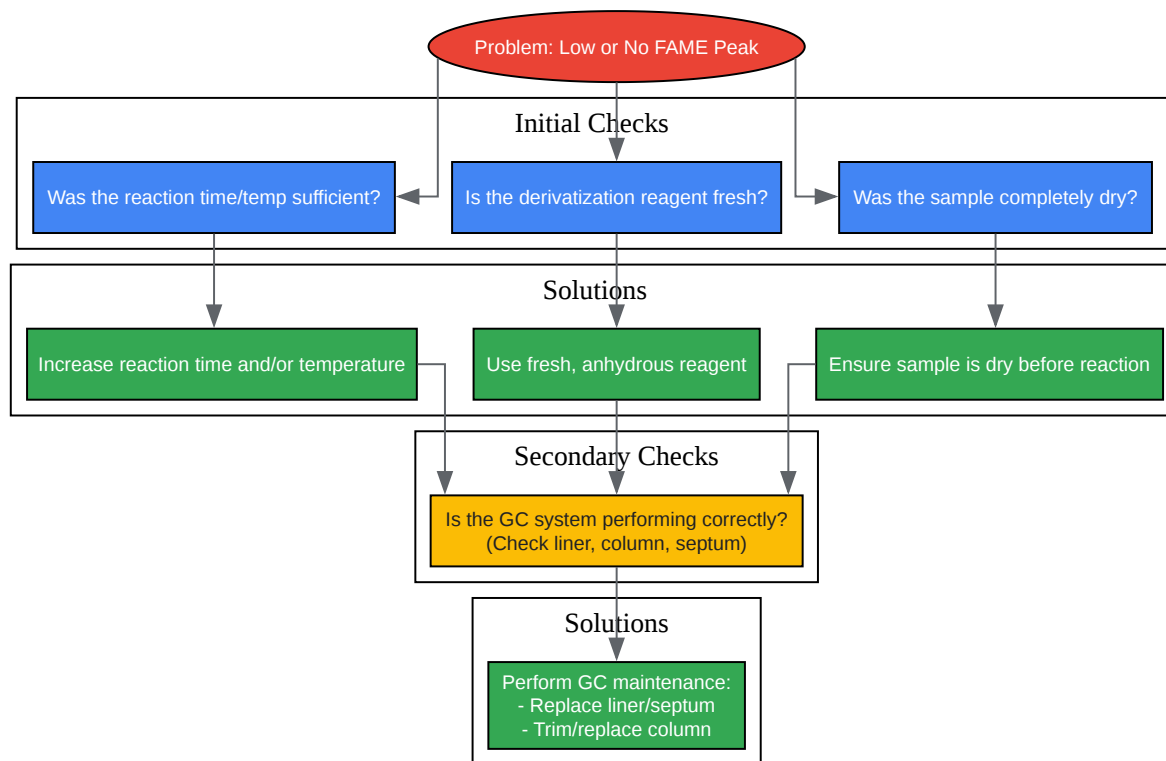 Problem: Low or No FAME Peak
Initial Checks
Was the reaction time/temp sufficient?
Is the derivatization reagent fresh?
Was the sample completely dry?
Solutions
Increase reaction time and/or temperature
Use fresh, anhydrous reagent
Ensure sample is dry before reaction
Secondary Checks
Is the GC system performing correctly?
(Check liner, column, septum)
Solutions
Perform GC maintenance:
- Replace liner/septum
- Trim/replace column